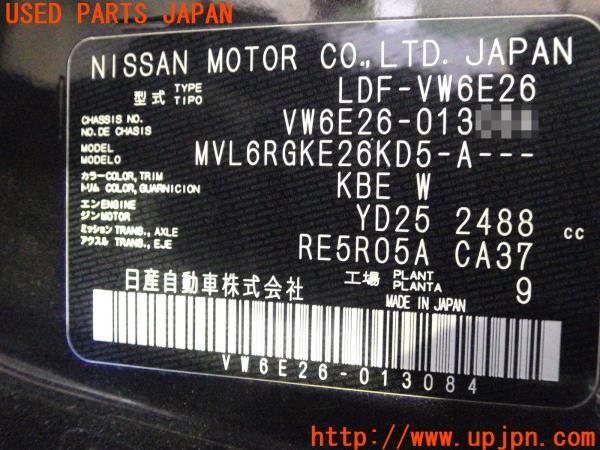 USED PARTS JAPAN
NISSAN MOTOR CO.,LTD. JAPAN
型式 TYPE TIPO LDF-VW6E26
CHASSIS NO. NO.DE CHASIS VW6E26-013
MODEL MODELO MVL6RGKE26KD5-A---
カラー COLOR, TRIM
トリム COLOR, GUARNICION KBE W
エンENGINE
ジンMOTOR YD25 2488 cc
ミッション TRANS., AXLE
アクスル TRANS., EJE RE5R05A CA37
日産自動車株式会社 工場 PLANT PLANTA 9
MADE IN JAPAN
VW6E26-013084
http://www.upjpn.com